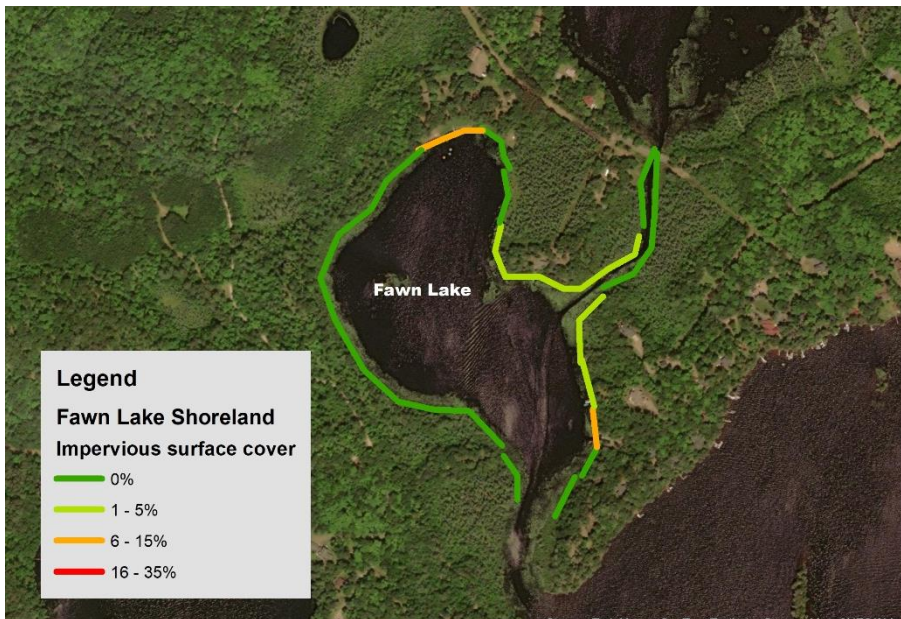 Fawn Lake
Legend
Fawn Lake Shoreland
Impervious surface cover
0%
1 - 5%
6 - 15%
16 - 35%